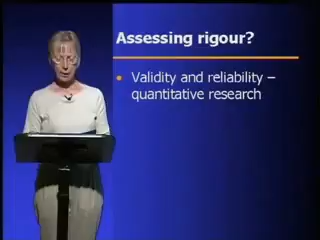 Assessing rigour?
• Validity and reliability –
quantitative research